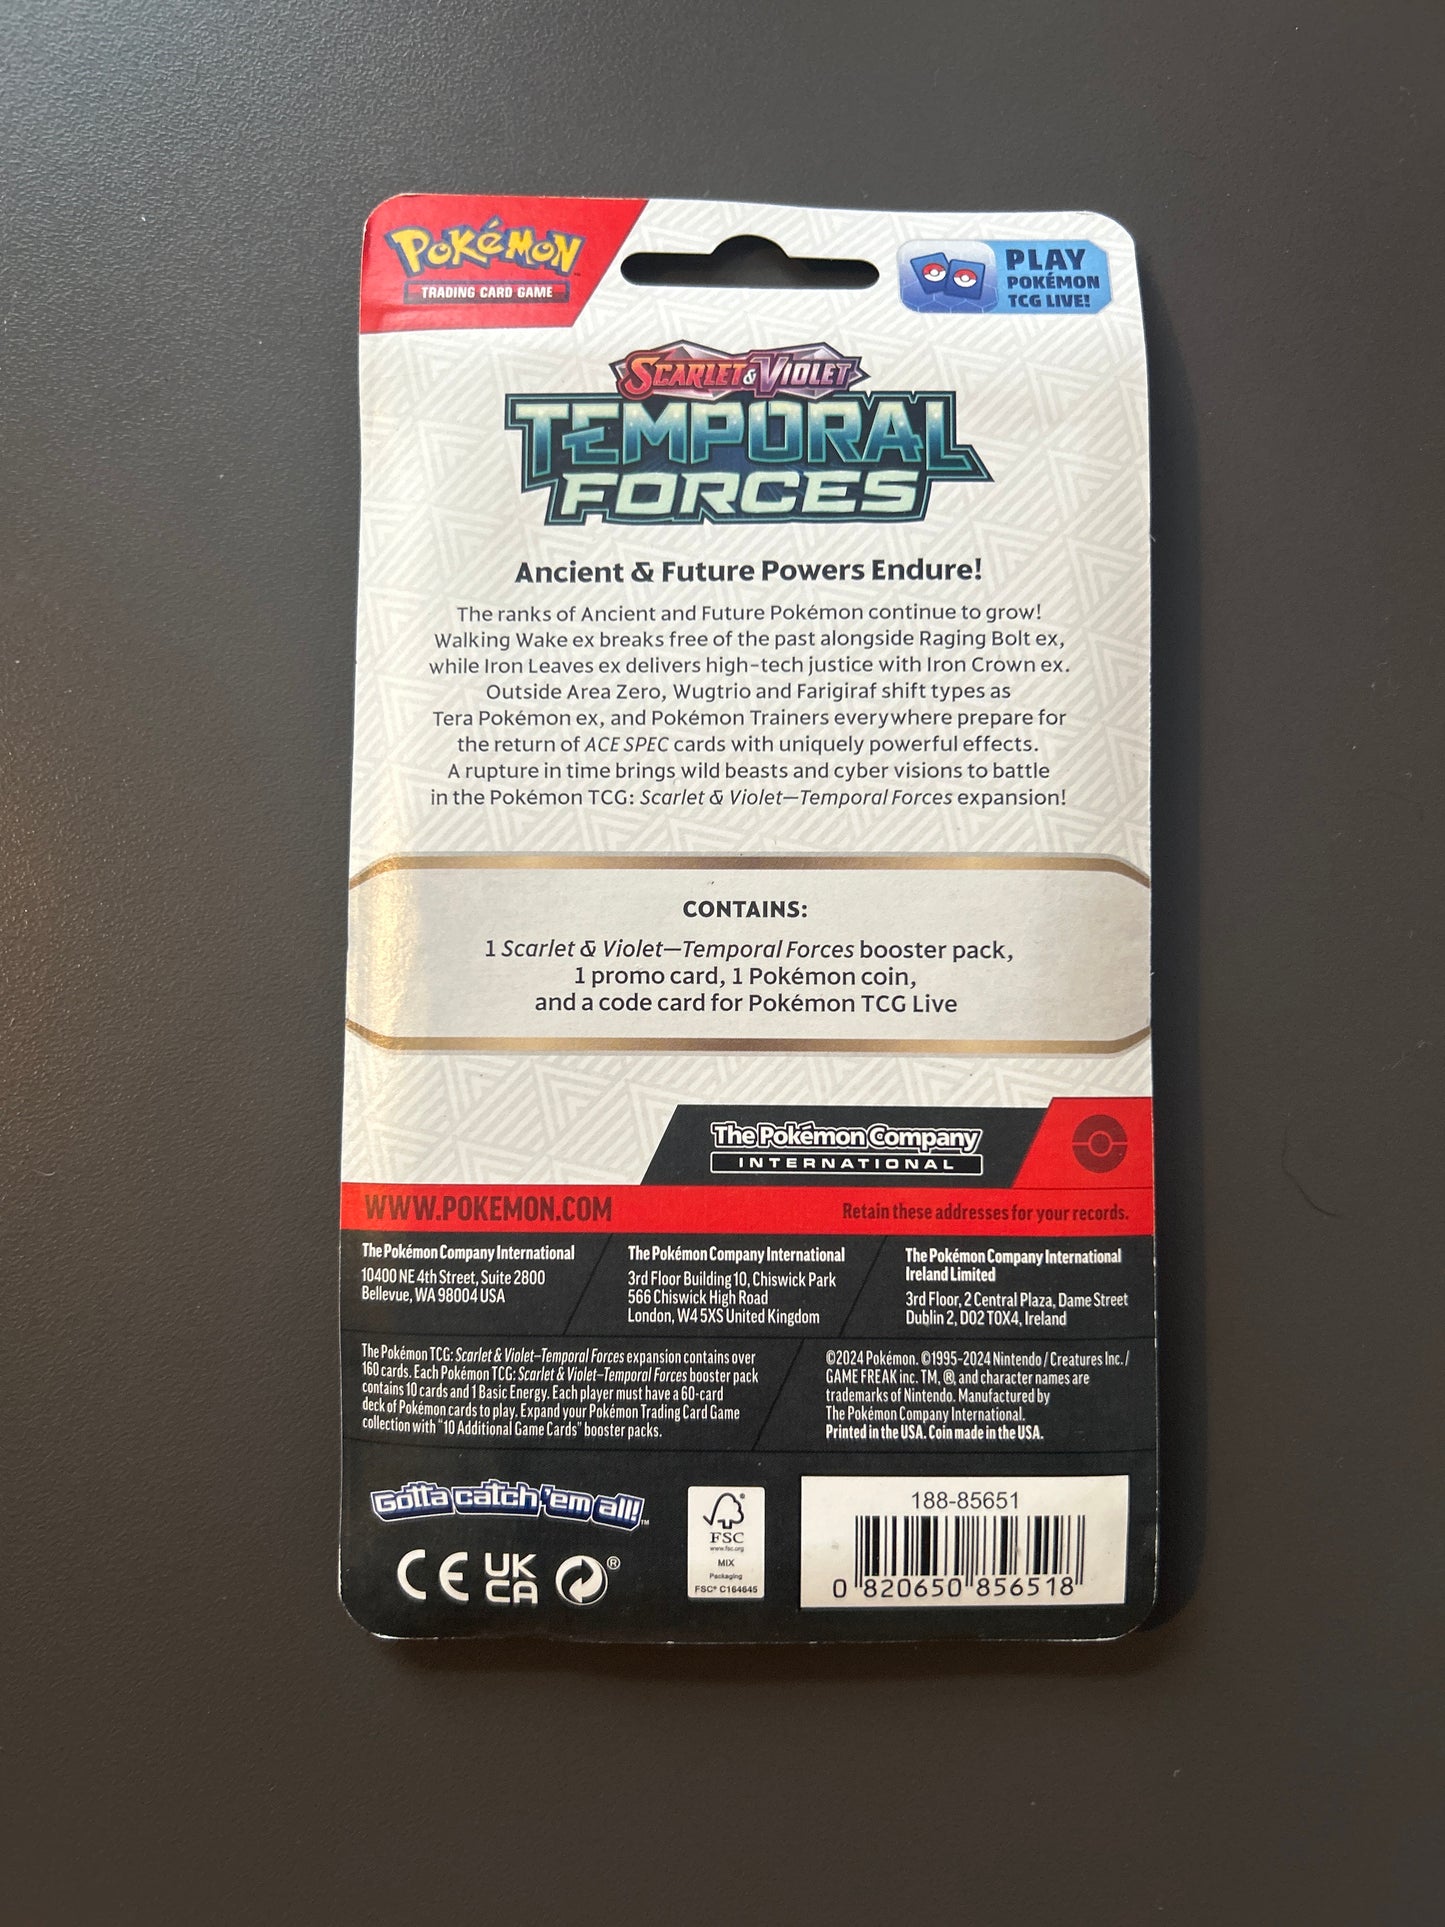 Pokémon
TRADING CARD GAME
PLAY
POKÉMON
TCG LIVE!
SCARLET & VIOLET
TEMPORAL
FORCES
Ancient & Future Powers Endure!
The ranks of Ancient and Future Pokémon continue to grow!
Walking Wake ex breaks free of the past alongside Raging Bolt ex,
while Iron Leaves ex delivers high-tech justice with Iron Crown ex.
Outside Area Zero, Wugtrio and Farigiraf shift types as
Tera Pokémon ex, and Pokémon Trainers everywhere prepare for
the return of ACE SPEC cards with uniquely powerful effects.
A rupture in time brings wild beasts and cyber visions to battle
in the Pokémon TCG: Scarlet & Violet—Temporal Forces expansion!
CONTAINS:
1 Scarlet & Violet—Temporal Forces booster pack,
1 promo card, 1 Pokémon coin,
and a code card for Pokémon TCG Live
The Pokémon Company
INTERNATIONAL
WWW.POKEMON.COM
Retain these addresses for your records.
The Pokémon Company International
10400 NE 4th Street, Suite 2800
Bellevue, WA 98004 USA
The Pokémon Company International
3rd Floor Building 10, Chiswick Park
566 Chiswick High Road
London, W4 5XS United Kingdom
The Pokémon Company International
Ireland Limited
3rd Floor, 2 Central Plaza, Dame Street
Dublin 2, D02 T0X4, Ireland
The Pokémon TCG: Scarlet & Violet—Temporal Forces expansion contains over
160 cards. Each Pokémon TCG: Scarlet & Violet—Temporal Forces booster pack
contains 10 cards and 1 Basic Energy. Each player must have a 60-card
deck of Pokémon cards to play. Expand your Pokémon Trading Card Game
collection with “10 Additional Game Cards” booster packs.
©2024 Pokémon. ©1995–2024 Nintendo / Creatures Inc. /
GAME FREAK inc. TM, ®, and character names are
trademarks of Nintendo. Manufactured by
The Pokémon Company International.
Printed in the USA. Coin made in the USA.
Gotta catch 'em all!™
CE UK CA ®
FSC®
www.fsc.org
MIX
Packaging
FSC® C164645
188-85651
0 820650 856518